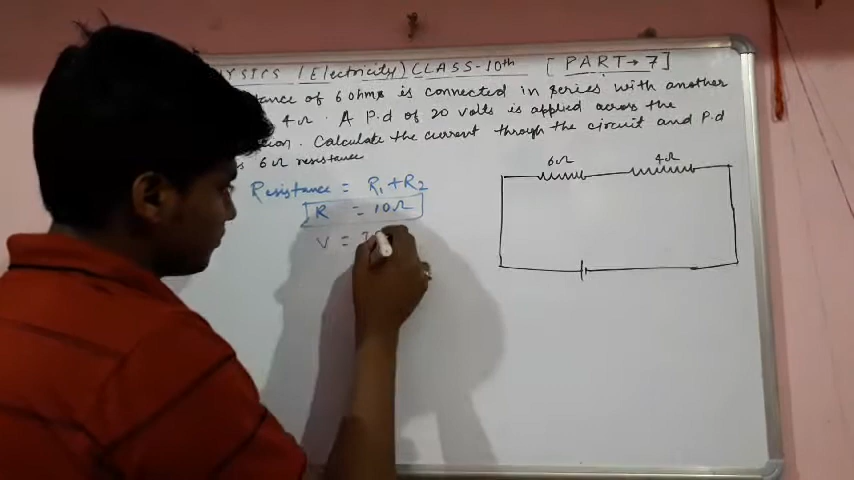 YSICS (Electricity) CLASS-10th [PART→7]
tance of 6 ohms is connected in series with another
4Ω. A P.d of 20 volts is applied across the
ion. Calculate the current through the circuit and P.d
s 6Ω resistance
6Ω 4Ω
Resistance = R₁+R₂
R = 10Ω
V = I